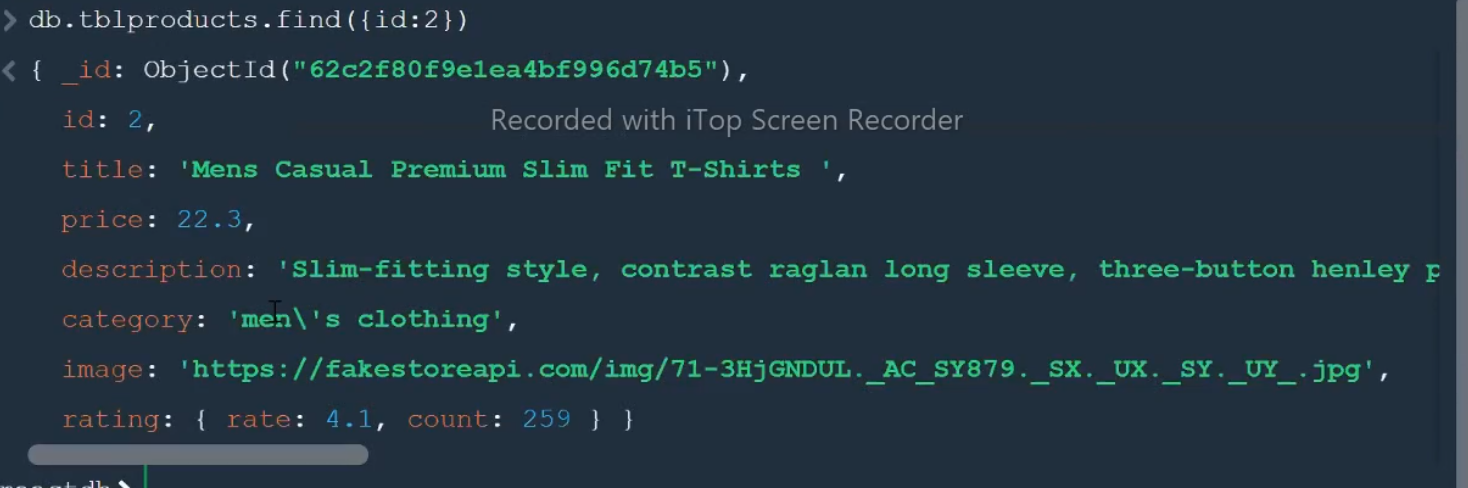 db.tblproducts.find({id:2})
{ _id: ObjectId("62c2f80f9e1ea4bf996d74b5"),
id: 2,
Recorded with iTop Screen Recorder
title: 'Mens Casual Premium Slim Fit T-Shirts ',
price: 22.3,
description: 'Slim-fitting style, contrast raglan long sleeve, three-button henley p
category: 'men\'s clothing',
image: 'https://fakestoreapi.com/img/71-3HjGNDUL._AC_SY879._SX._UX._SY._UY_.jpg',
rating: { rate: 4.1, count: 259 } }